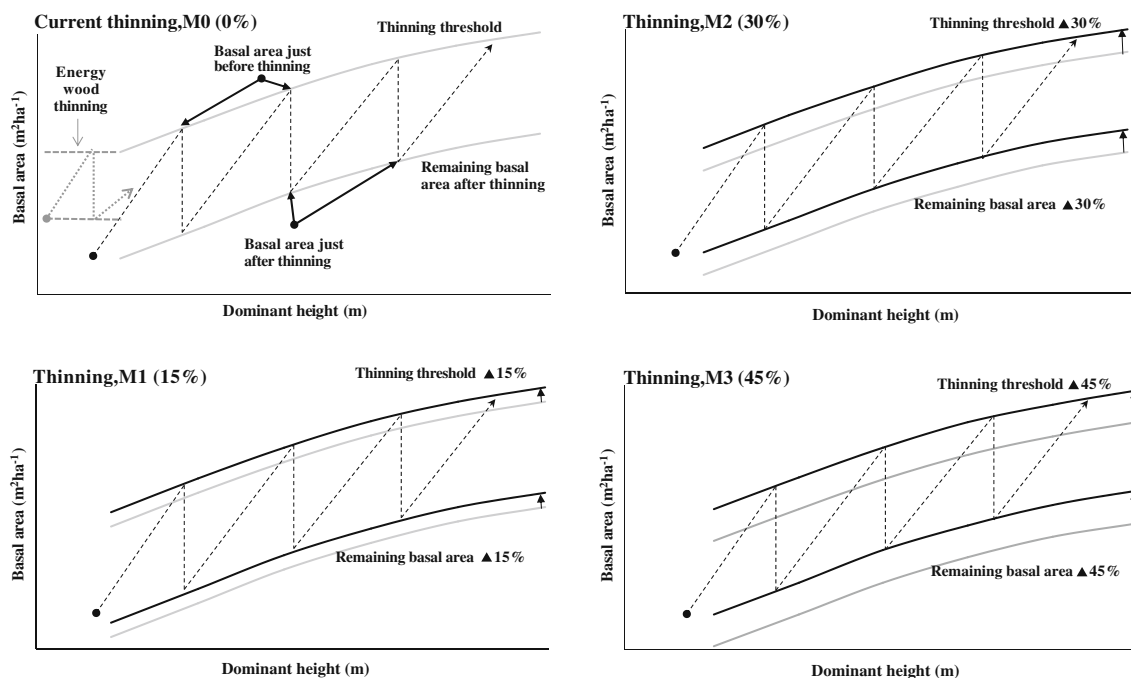 Current thinning,M0 (0%)
Thinning threshold
Basal area just
before thinning
Energy
wood
thinning
Remaining basal
area after thinning
Basal area just
after thinning
Basal area (m²ha⁻¹)
Dominant height (m)
Thinning,M2 (30%)
Thinning threshold ▲30%
Remaining basal area ▲30%
Basal area (m²ha⁻¹)
Dominant height (m)
Thinning,M1 (15%)
Thinning threshold ▲15%
Remaining basal area ▲15%
Basal area (m²ha⁻¹)
Dominant height (m)
Thinning,M3 (45%)
Thinning threshold ▲45%
Remaining basal area ▲45%
Basal area (m²ha⁻¹)
Dominant height (m)